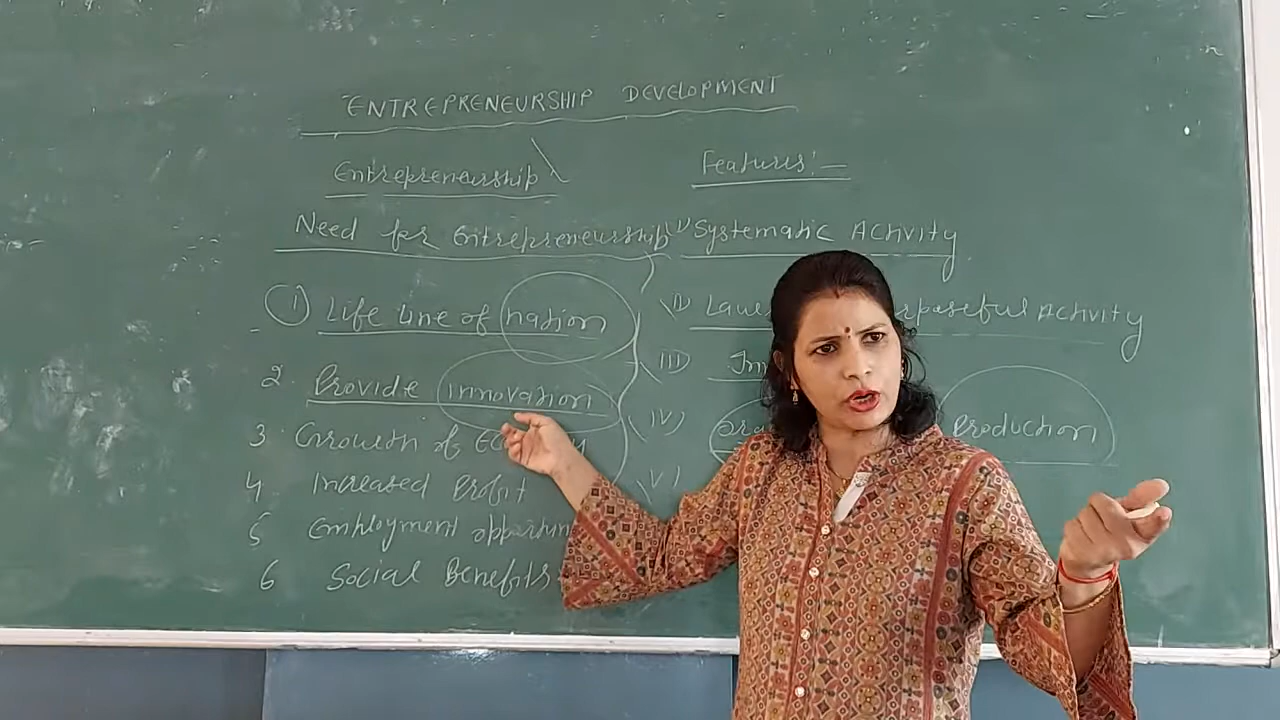 ENTREPRENEURSHIP DEVELOPMENT
Entrepreneurship
Need for Entrepreneurship
1) Life line of nation
2. Provide innovation
3 Growth of
4 Increased Profit
5 Employment
6 Social Benefits
Features:-
I) Systematic Activity
II) Activity
III)
IV) Production
V)